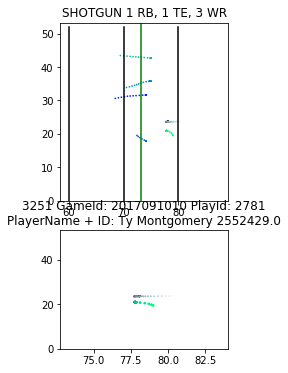 SHOTGUN 1 RB, 1 TE, 3 WR
50
40
30
20
10
0
60 70 80
3251 GameId: 2017091010 PlayId: 2781
PlayerName + ID: Ty Montgomery 2552429.0
40
20
0
75.0 77.5 80.0 82.5